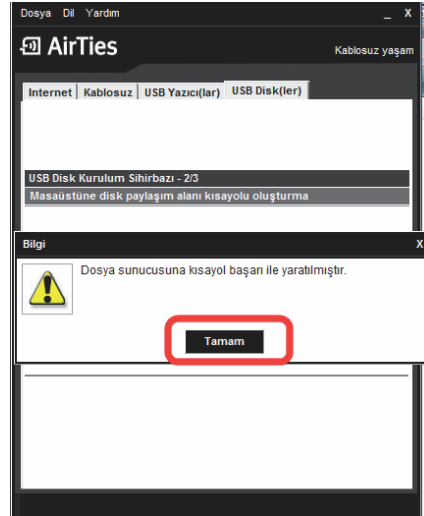 Dosya Dil Yardım _ X
AirTies
Kablosuz yaşam
Internet Kablosuz USB Yazıcı(lar) USB Disk(ler)
USB Disk Kurulum Sihirbazı - 2/3
Masaüstüne disk paylaşım alanı kısayolu oluşturma
Bilgi X
Dosya sunucusuna kısayol başarı ile yaratılmıştır.
Tamam